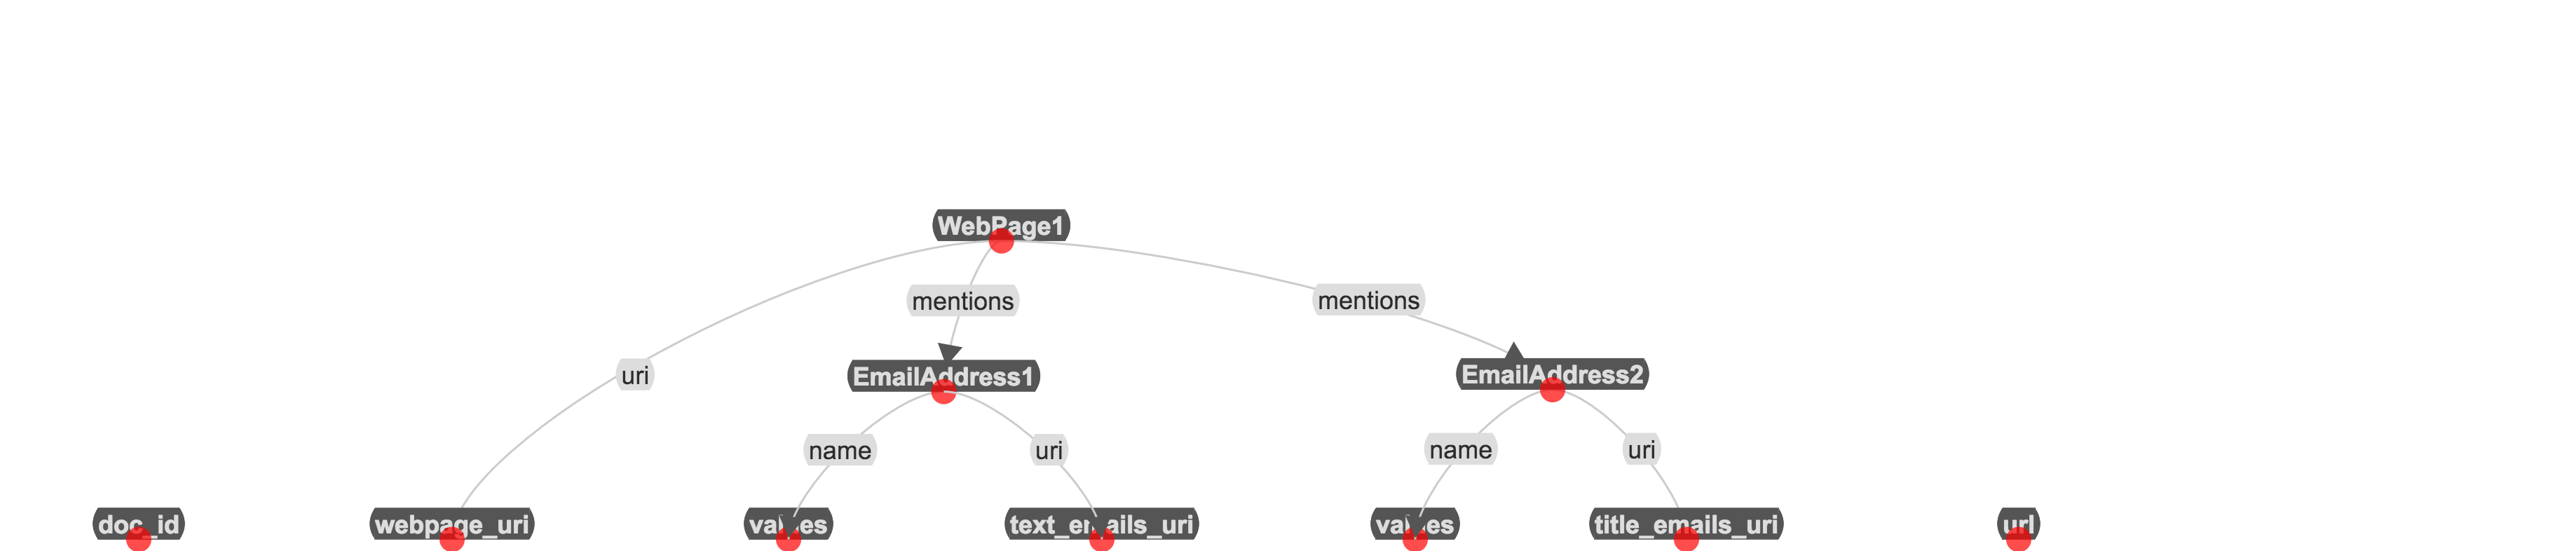 WebPage1
mentions
mentions
uri
EmailAddress1
EmailAddress2
name
uri
name
uri
doc_id
webpage_uri
values
text_emails_uri
values
title_emails_uri
url